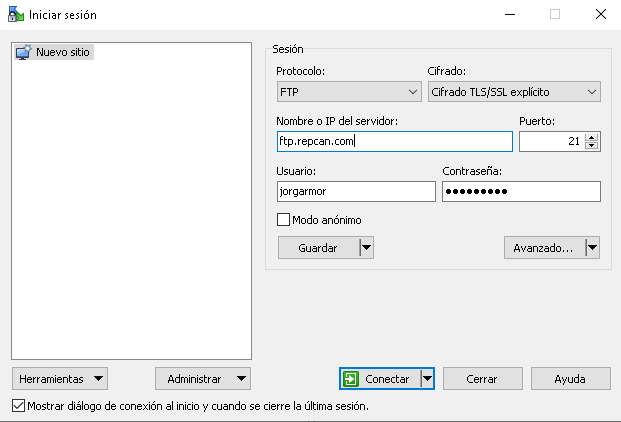 Iniciar sesión
Nuevo sitio
Sesión
Protocolo:
Cifrado:
FTP
Cifrado TLS/SSL explícito
Nombre o IP del servidor:
Puerto:
ftp.repcan.com
21
Usuario:
Contraseña:
jorgarmor
●●●●●●●●●
Modo anónimo
Guardar
Avanzado...
Herramientas
Administrar
Conectar
Cerrar
Ayuda
Mostrar diálogo de conexión al inicio y cuando se cierre la última sesión.